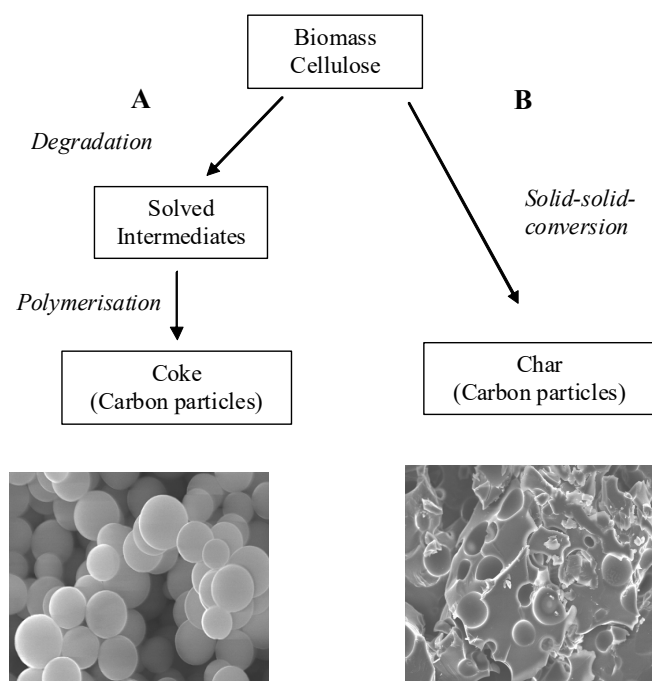 Biomass
Cellulose
A
B
Degradation
Solved
Intermediates
Solid-solid-
conversion
Polymerisation
Coke
(Carbon particles)
Char
(Carbon particles)